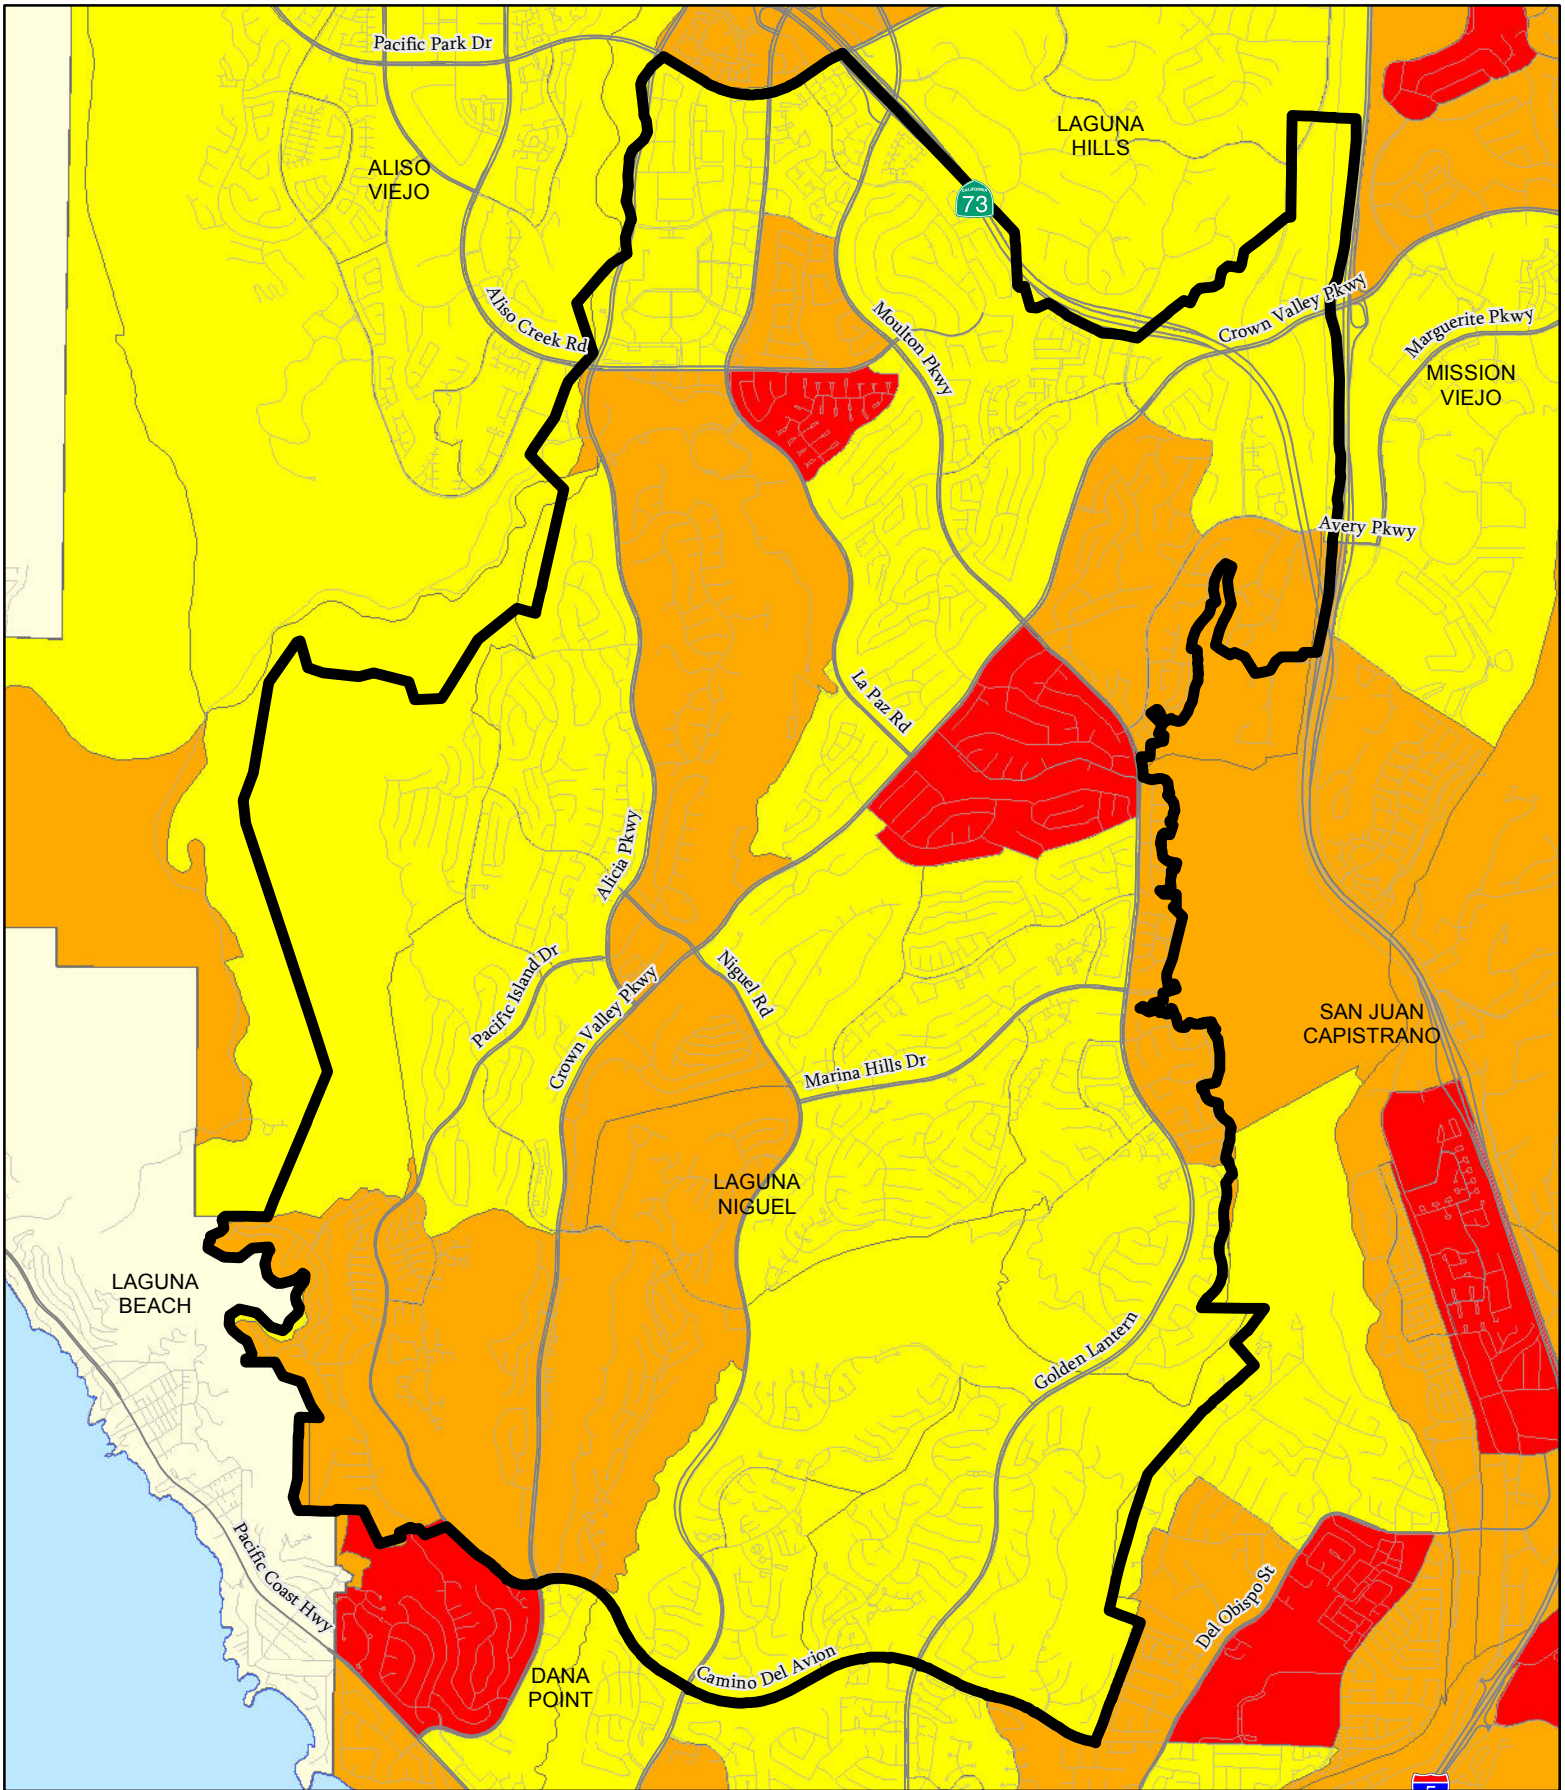 Pacific Park Dr
LAGUNA
HILLS
ALISO
VIEJO
CALIFORNIA
73
Aliso Creek Rd
Moulton Pkwy
Crown Valley Pkwy
Marguerite Pkwy
MISSION
VIEJO
Avery Pkwy
La Paz Rd
Alicia Pkwy
Pacific Island Dr
Crown Valley Pkwy
Niguel Rd
SAN JUAN
CAPISTRANO
Marina Hills Dr
LAGUNA
NIGUEL
LAGUNA
BEACH
Golden Lantern
Pacific Coast Hwy
Del Obispo St
Camino Del Avion
DANA
POINT
5